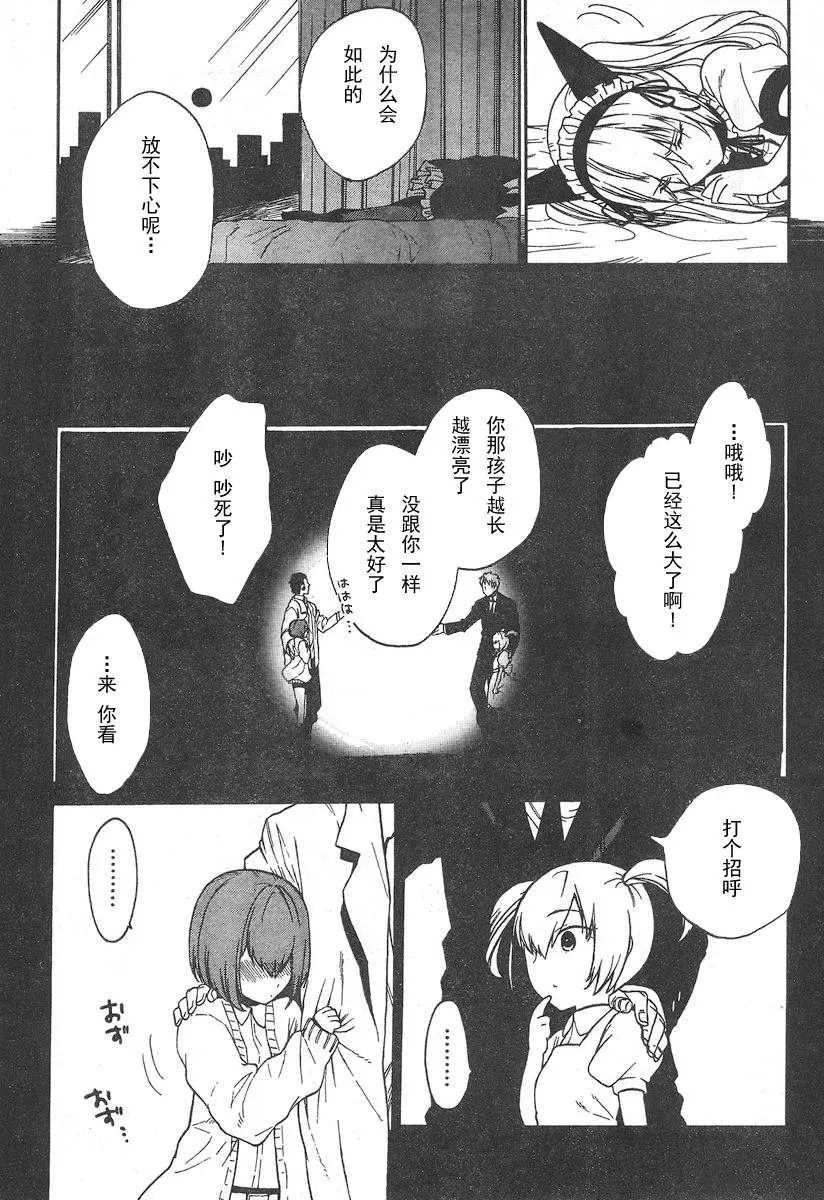 为什么会
如此的
放不下心呢…
…哦哦！
已经这么大了啊！
你那孩子越长
越漂亮了
没跟你一样
真是太好了
ははは…
吵 吵死了！
…来 你看
打个招呼
………
………
おず
おず…